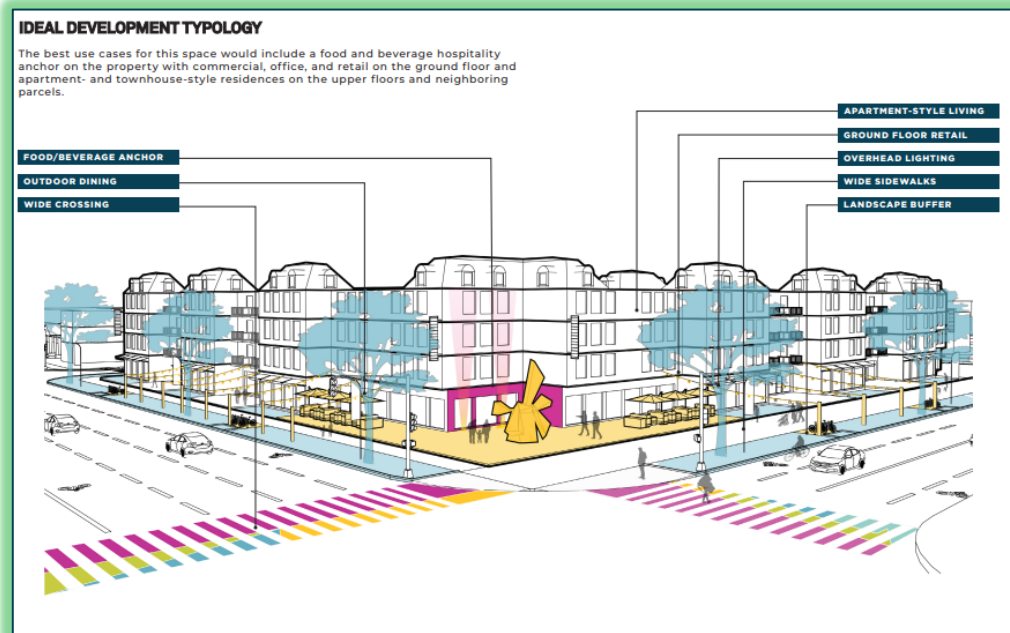 IDEAL DEVELOPMENT TYPOLOGY
The best use cases for this space would include a food and beverage hospitality
anchor on the property with commercial, office, and retail on the ground floor and
apartment- and townhouse-style residences on the upper floors and neighboring
parcels.
FOOD/BEVERAGE ANCHOR
OUTDOOR DINING
WIDE CROSSING
APARTMENT-STYLE LIVING
GROUND FLOOR RETAIL
OVERHEAD LIGHTING
WIDE SIDEWALKS
LANDSCAPE BUFFER